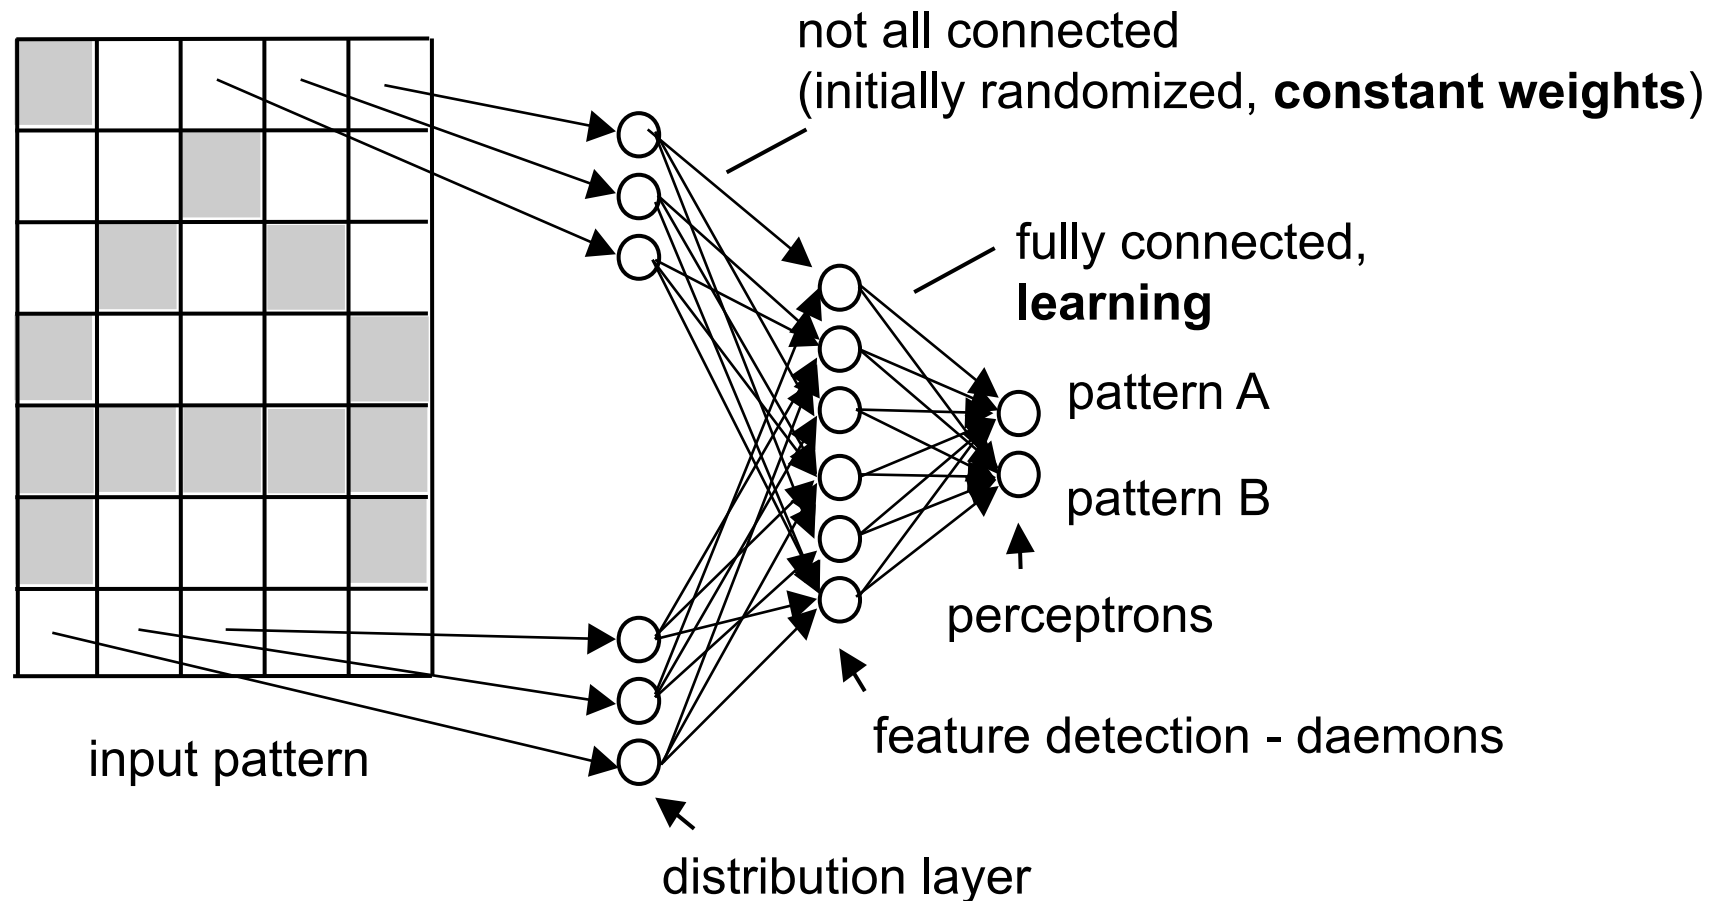 not all connected
(initially randomized, constant weights)
fully connected,
learning
pattern A
pattern B
perceptrons
feature detection - daemons
input pattern
distribution layer